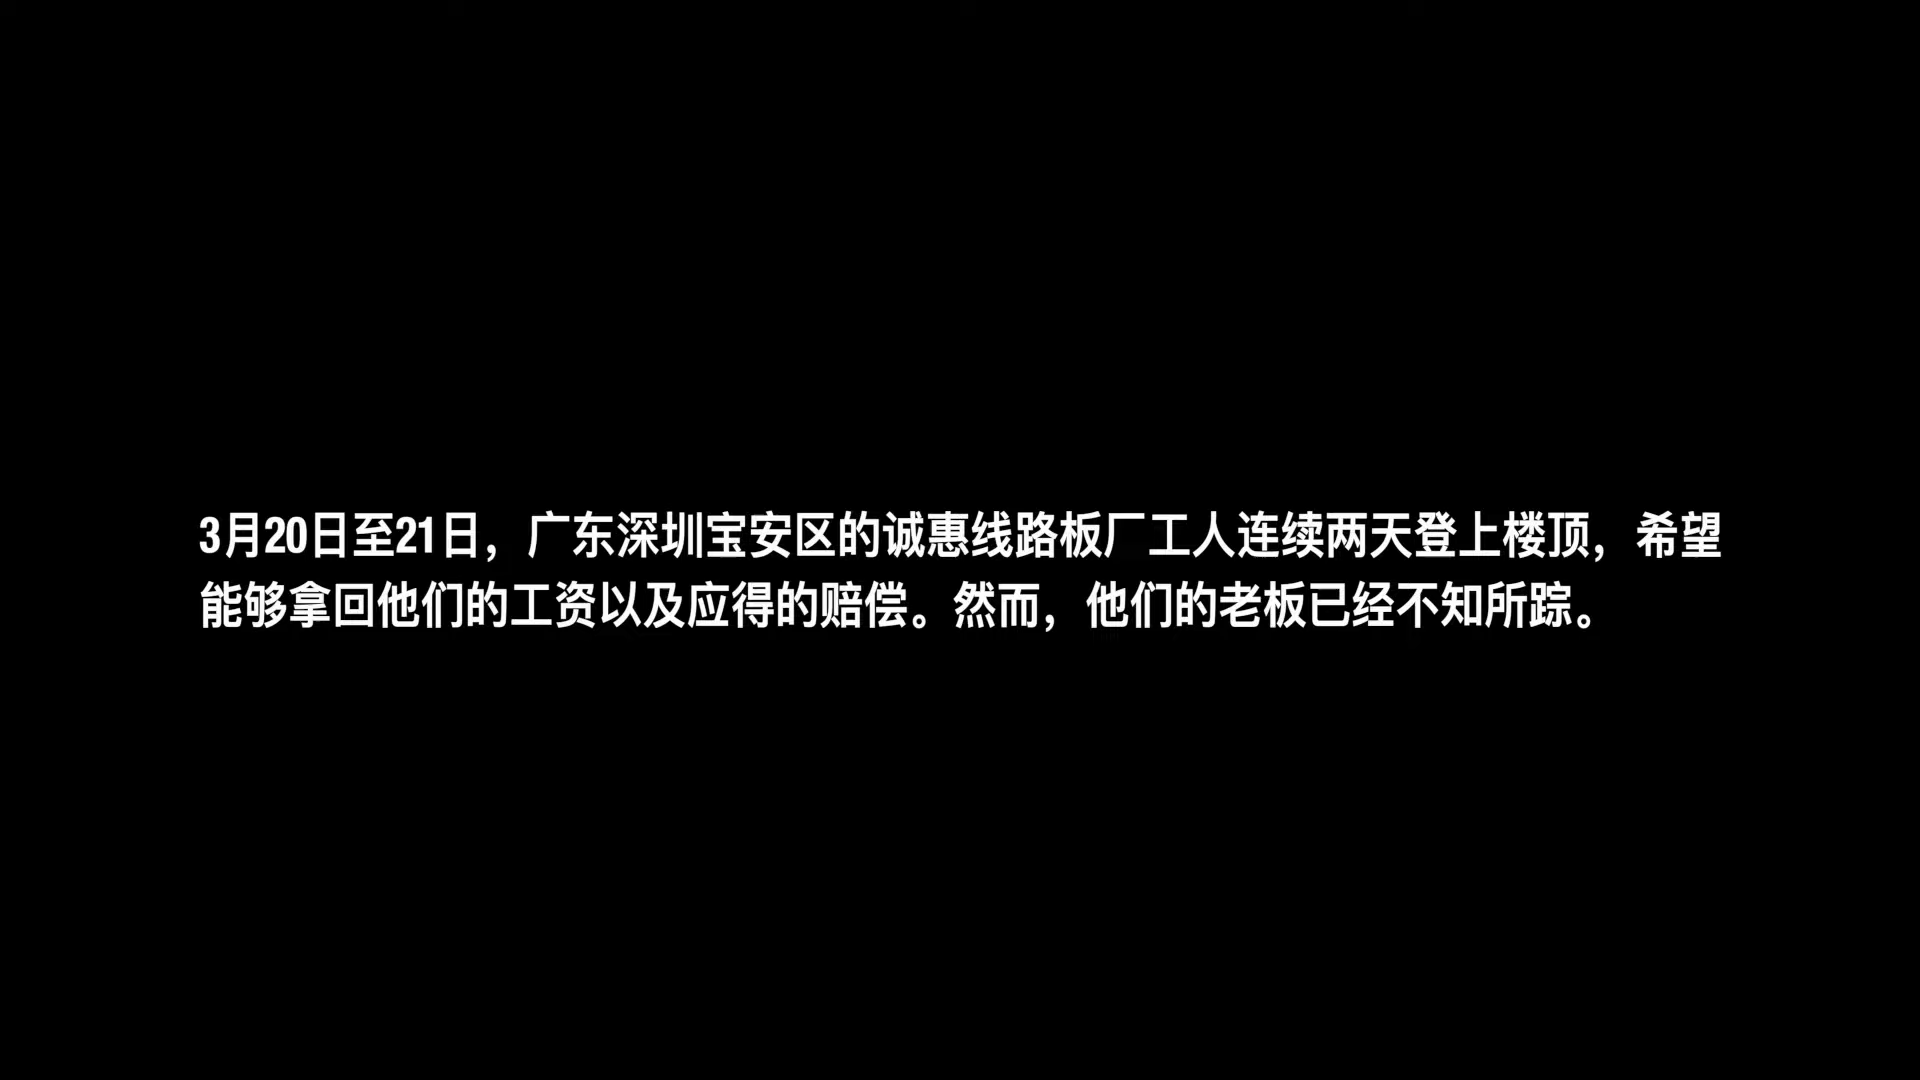 3月20日至21日，广东深圳宝安区的诚惠线路板厂工人连续两天登上楼顶，希望
能够拿回他们的工资以及应得的赔偿。然而，他们的老板已经不知所踪。